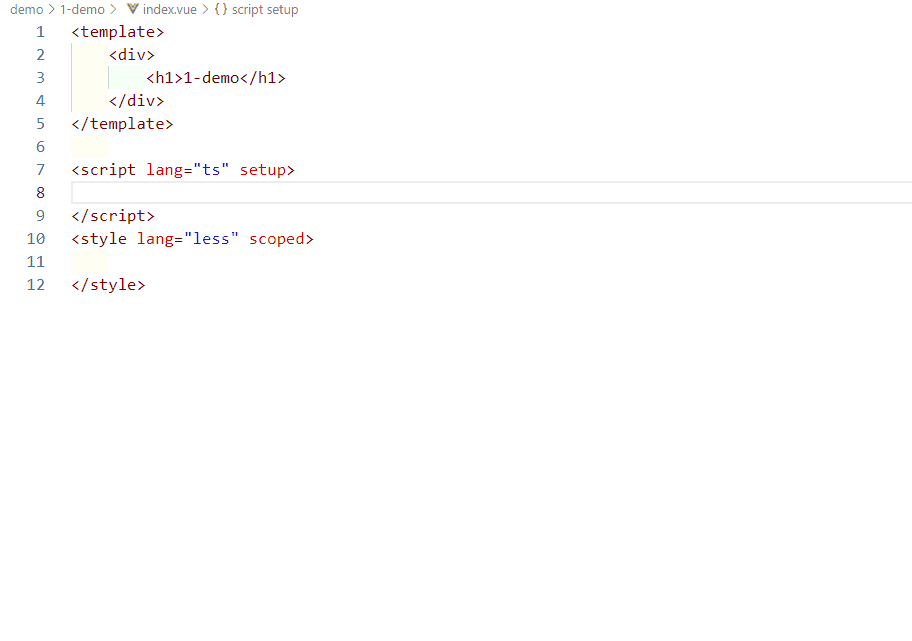 demo > 1-demo > index.vue > {} script setup
1 <template>
2     <div>
3         <h1>1-demo</h1>
4     </div>
5 </template>
6
7 <script lang="ts" setup>
8
9 </script>
10 <style lang="less" scoped>
11
12 </style>